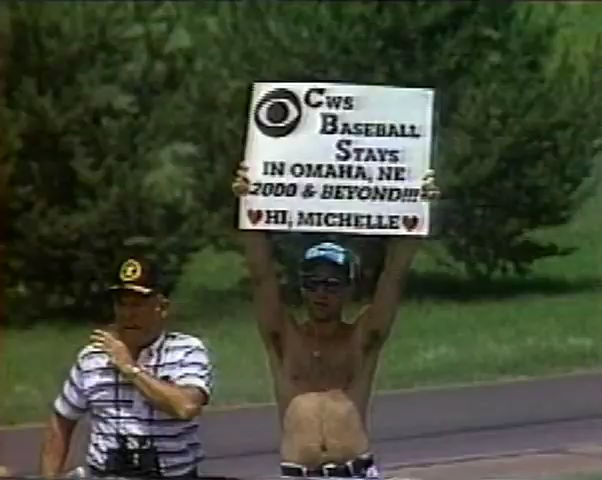 CWS
BASEBALL
STAYS
IN OMAHA, NE
2000 & BEYOND!!!
♥HI, MICHELLE♥